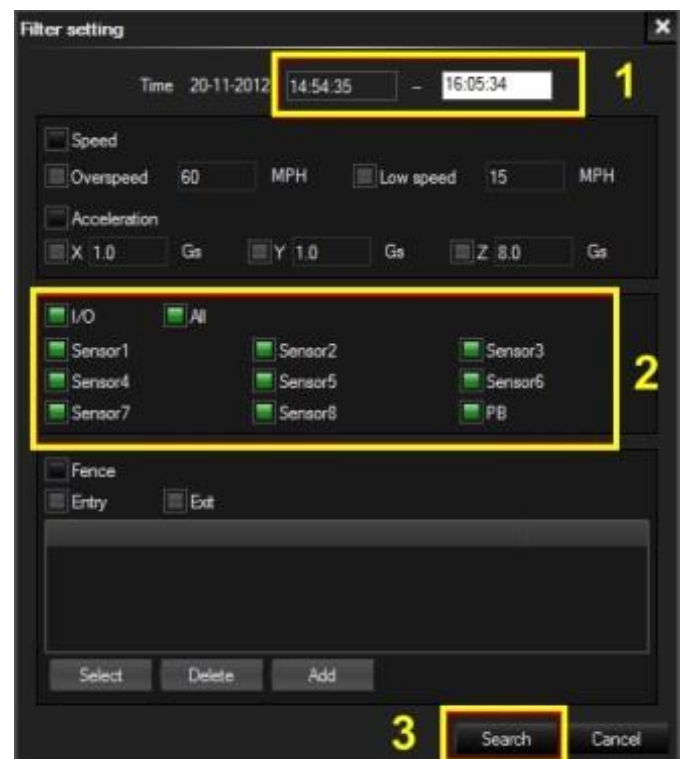 Filter setting
Time 20-11-2012 14:54:35 – 16:05:34 1
Speed
Overspeed 60 MPH Low speed 15 MPH
Acceleration
X 1.0 Gs Y 1.0 Gs Z 8.0 Gs
I/O All
Sensor1 Sensor2 Sensor3
Sensor4 Sensor5 Sensor6 2
Sensor7 Sensor8 PB
Fence
Entry Exit
Select Delete Add
3 Search Cancel